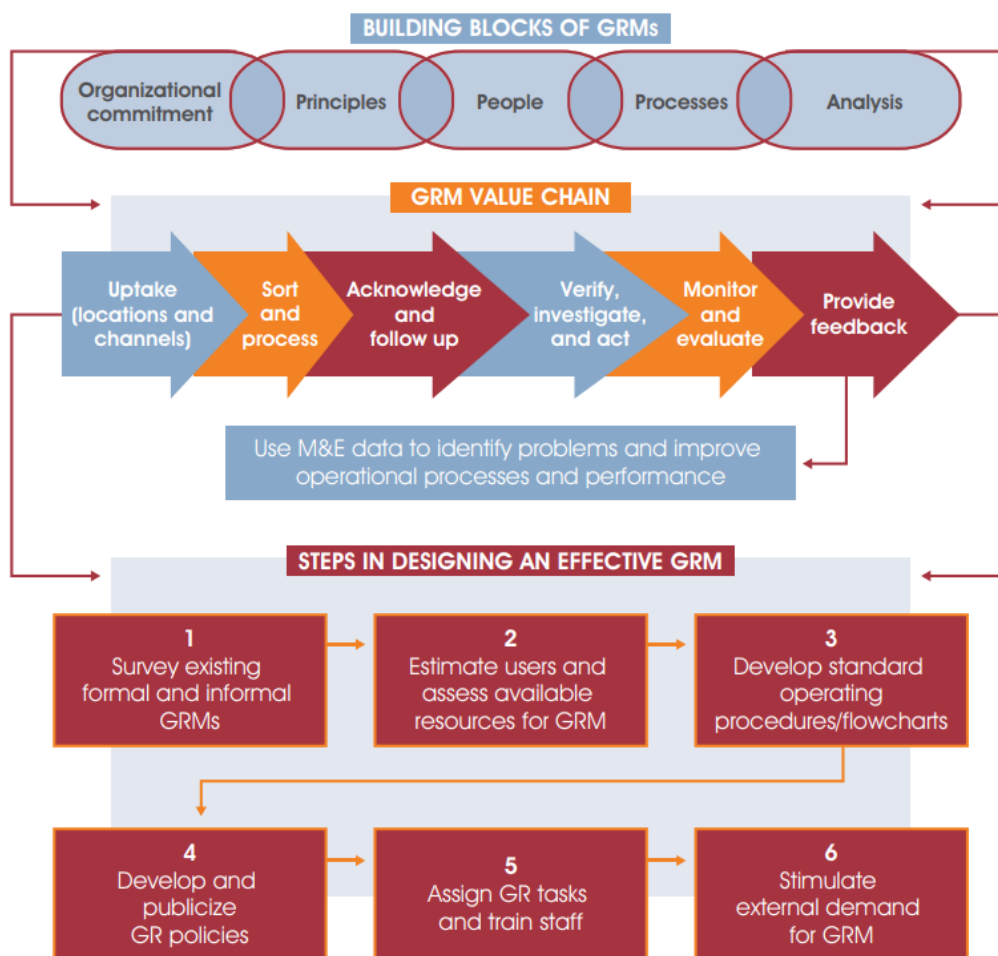 BUILDING BLOCKS OF GRMs
Organizational
commitment
Principles
People
Processes
Analysis
GRM VALUE CHAIN
Uptake
(locations and
channels)
Sort
and
process
Acknowledge
and
follow up
Verify,
investigate,
and act
Monitor
and
evaluate
Provide
feedback
Use M&E data to identify problems and improve
operational processes and performance
STEPS IN DESIGNING AN EFFECTIVE GRM
1
Survey existing
formal and informal
GRMs
2
Estimate users and
assess available
resources for GRM
3
Develop standard
operating
procedures/flowcharts
4
Develop and
publicize
GR policies
5
Assign GR tasks
and train staff
6
Stimulate
external demand
for GRM